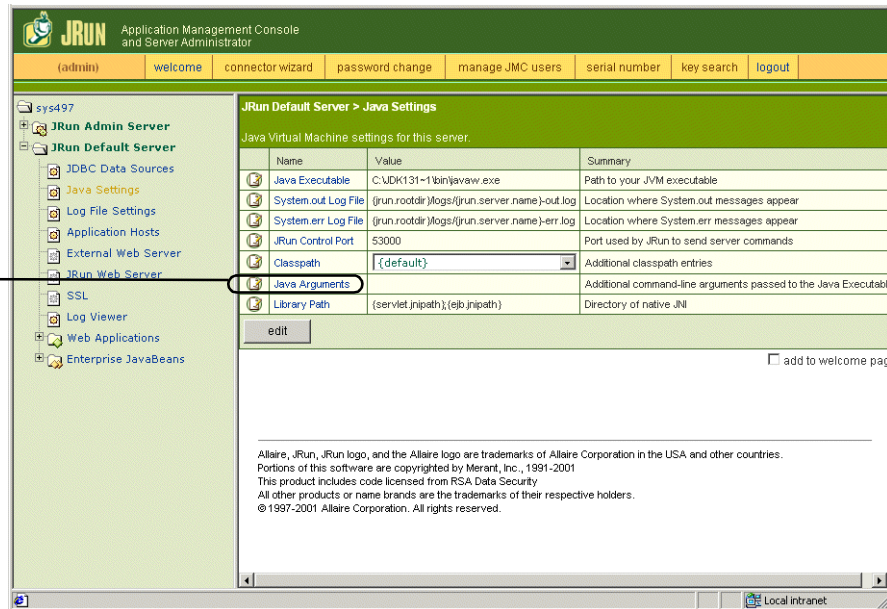 JRUN Application Management Console
and Server Administrator
(admin) welcome connector wizard password change manage JMC users serial number key search logout
sys497
JRun Admin Server
JRun Default Server
JDBC Data Sources
Java Settings
Log File Settings
Application Hosts
External Web Server
JRun Web Server
SSL
Log Viewer
Web Applications
Enterprise JavaBeans
JRun Default Server > Java Settings
Java Virtual Machine settings for this server.
Name Value Summary
Java Executable C:\JDK131~1\bin\javaw.exe Path to your JVM executable
System.out Log File {jrun.rootdir}/logs/{jrun.server.name}-out.log Location where System.out messages appear
System.err Log File {jrun.rootdir}/logs/{jrun.server.name}-err.log Location where System.err messages appear
JRun Control Port 53000 Port used by JRun to send server commands
Classpath {default} Additional classpath entries
Java Arguments Additional command-line arguments passed to the Java Executabl
Library Path {servlet.jnipath};{ejb.jnipath} Directory of native JNI
edit
add to welcome pag
Allaire, JRun, JRun logo, and the Allaire logo are trademarks of Allaire Corporation in the USA and other countries.
Portions of this software are copyrighted by Merant, Inc., 1991-2001
This product includes code licensed from RSA Data Security
All other products or name brands are the trademarks of their respective holders.
©1997-2001 Allaire Corporation. All rights reserved.
Local intranet